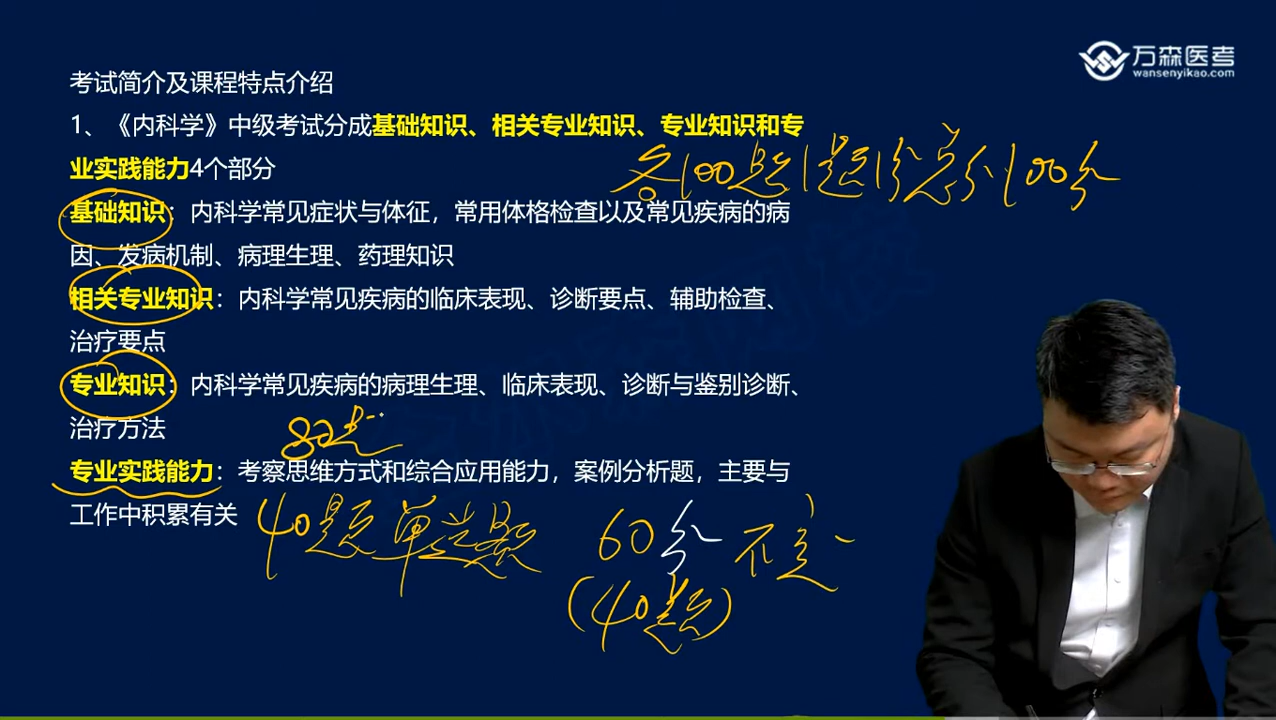 万森医考
wansenyikao.com
考试简介及课程特点介绍
1、《内科学》中级考试分成基础知识、相关专业知识、专业知识和专
业实践能力4个部分
各100题1题1分总分100分
基础知识：内科学常见症状与体征，常用体格检查以及常见疾病的病
因、发病机制、病理生理、药理知识
相关专业知识：内科学常见疾病的临床表现、诊断要点、辅助检查、
治疗要点
专业知识：内科学常见疾病的病理生理、临床表现、诊断与鉴别诊断、
治疗方法
80题
专业实践能力：考察思维方式和综合应用能力，案例分析题，主要与
工作中积累有关
40题单选题 60分 不定
(40题)